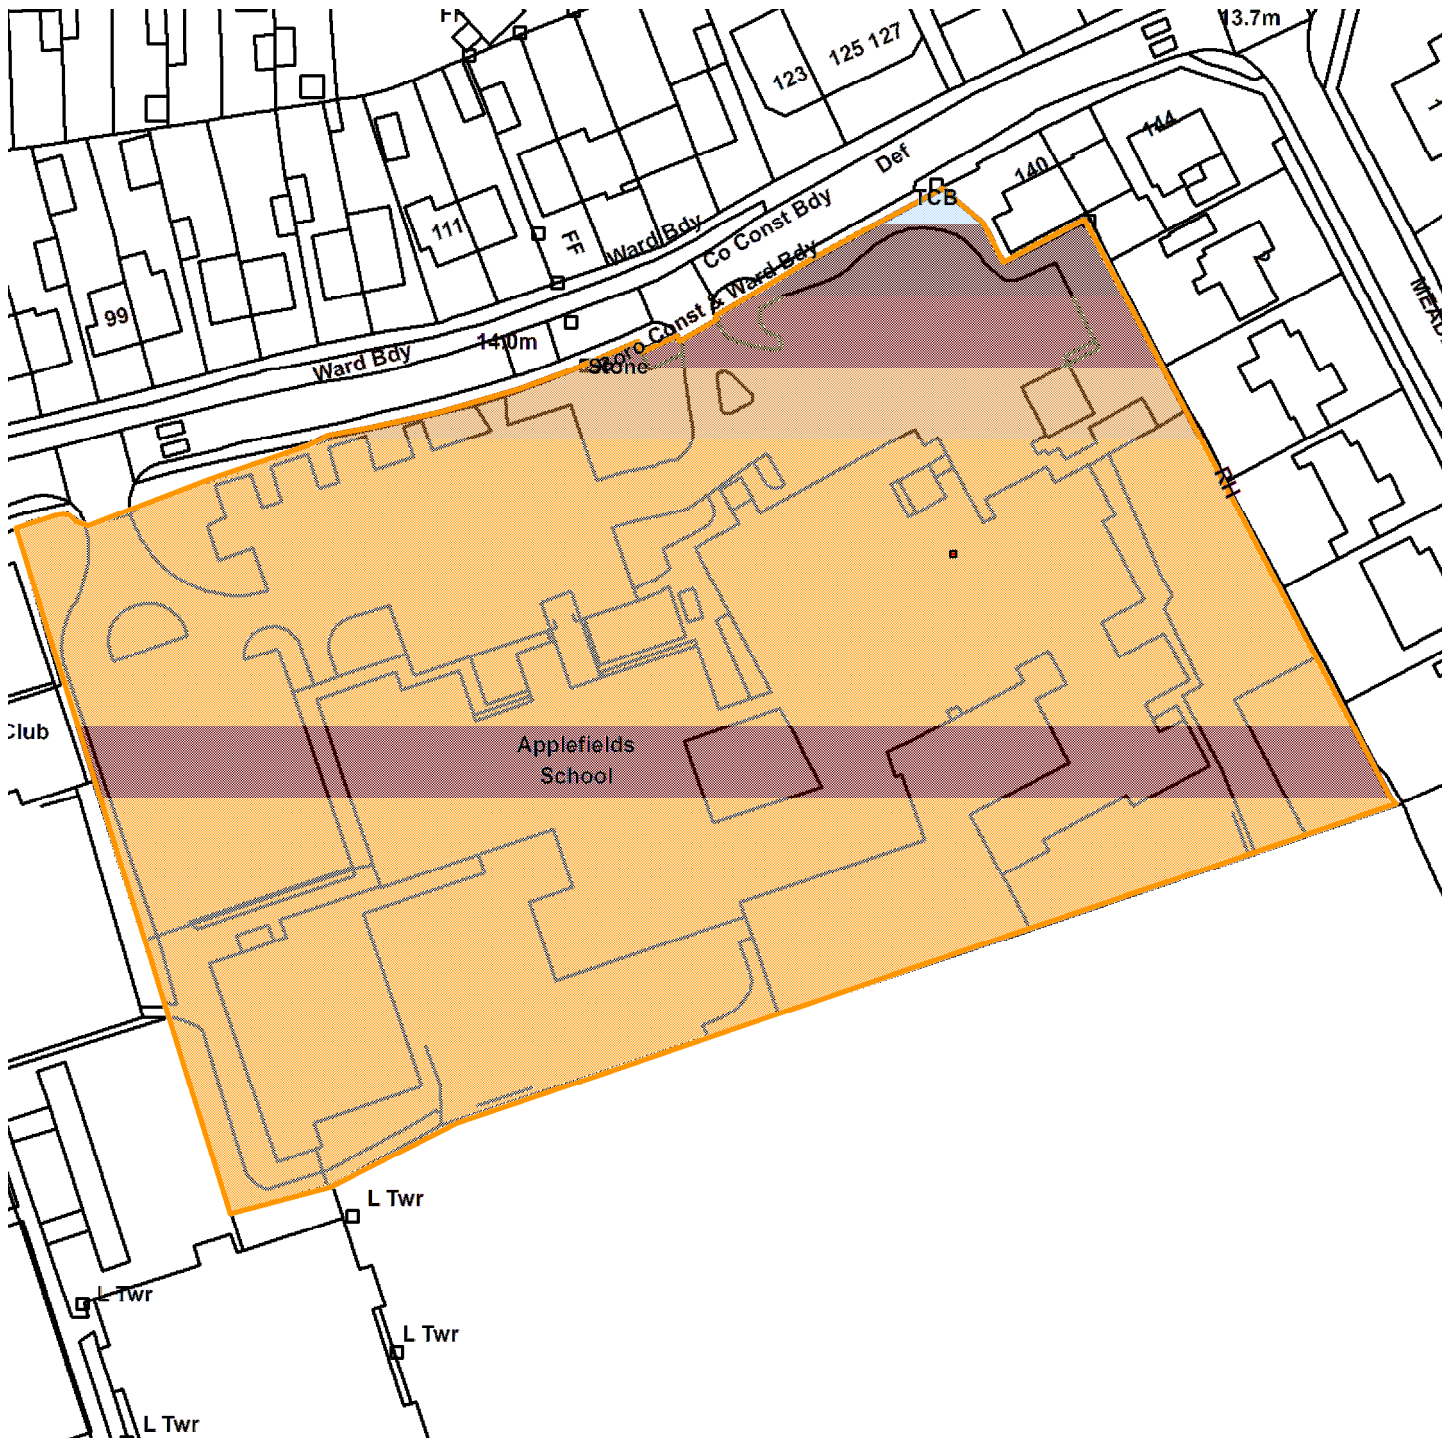 FF
13.7m
125 127
123
144
Def
140
TCB
111
FF
Ward Bdy
Co Const Bdy
99
14.0m
Boro Const & Ward Bdy
Ward Bdy
Stone
RH
Club
Applefields
School
L Twr
L Twr
L Twr
L Twr